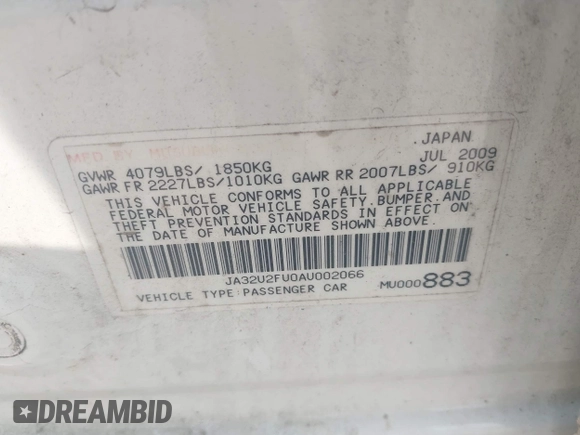 MFD BY JAPAN
JUL 2009
GVWR 4079LBS/ 1850KG
GAWR FR 2227LBS/1010KG GAWR RR 2007LBS/ 910KG
THIS VEHICLE CONFORMS TO ALL APPLICABLE
FEDERAL MOTOR VEHICLE SAFETY.BUMPER.AND
THEFT PREVENTION STANDARDS IN EFFECT ON
THE DATE OF MANUFACTURE SHOWN ABOVE.
JA32U2FU0AU002066
VEHICLE TYPE PASSENGER CAR MU000883
DREAMBID